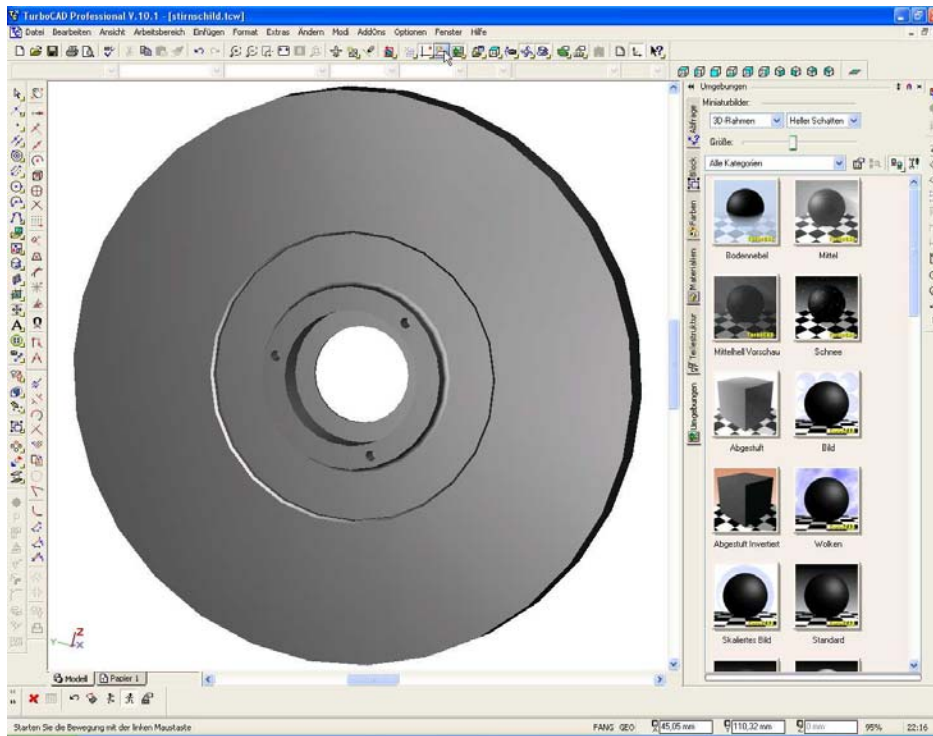 TurboCAD Professional V.10.1 - [stirnschild.tcw]
Datei Bearbeiten Ansicht Arbeitsbereich Einfügen Format Extras Ändern Modi AddOns Optionen Fenster Hilfe
Umgebungen
Miniaturbilder:
3D-Rahmen Heller Schatten
Größe:
Alle Kategorien
Abfrage
Block
Farben
Materialien
Teilestruktur
Umgebungen
Bodennebel Mittel
Mittelhell Vorschau Schnee
Abgestuft Bild
Abgestuft Invertiert Wolken
Skaliertes Bild Standard
Z
Y X
Modell Papier 1
Starten Sie die Bewegung mit der linken Maustaste
FANG GEO 45,05 mm 110,32 mm 0 mm 95% 22:16